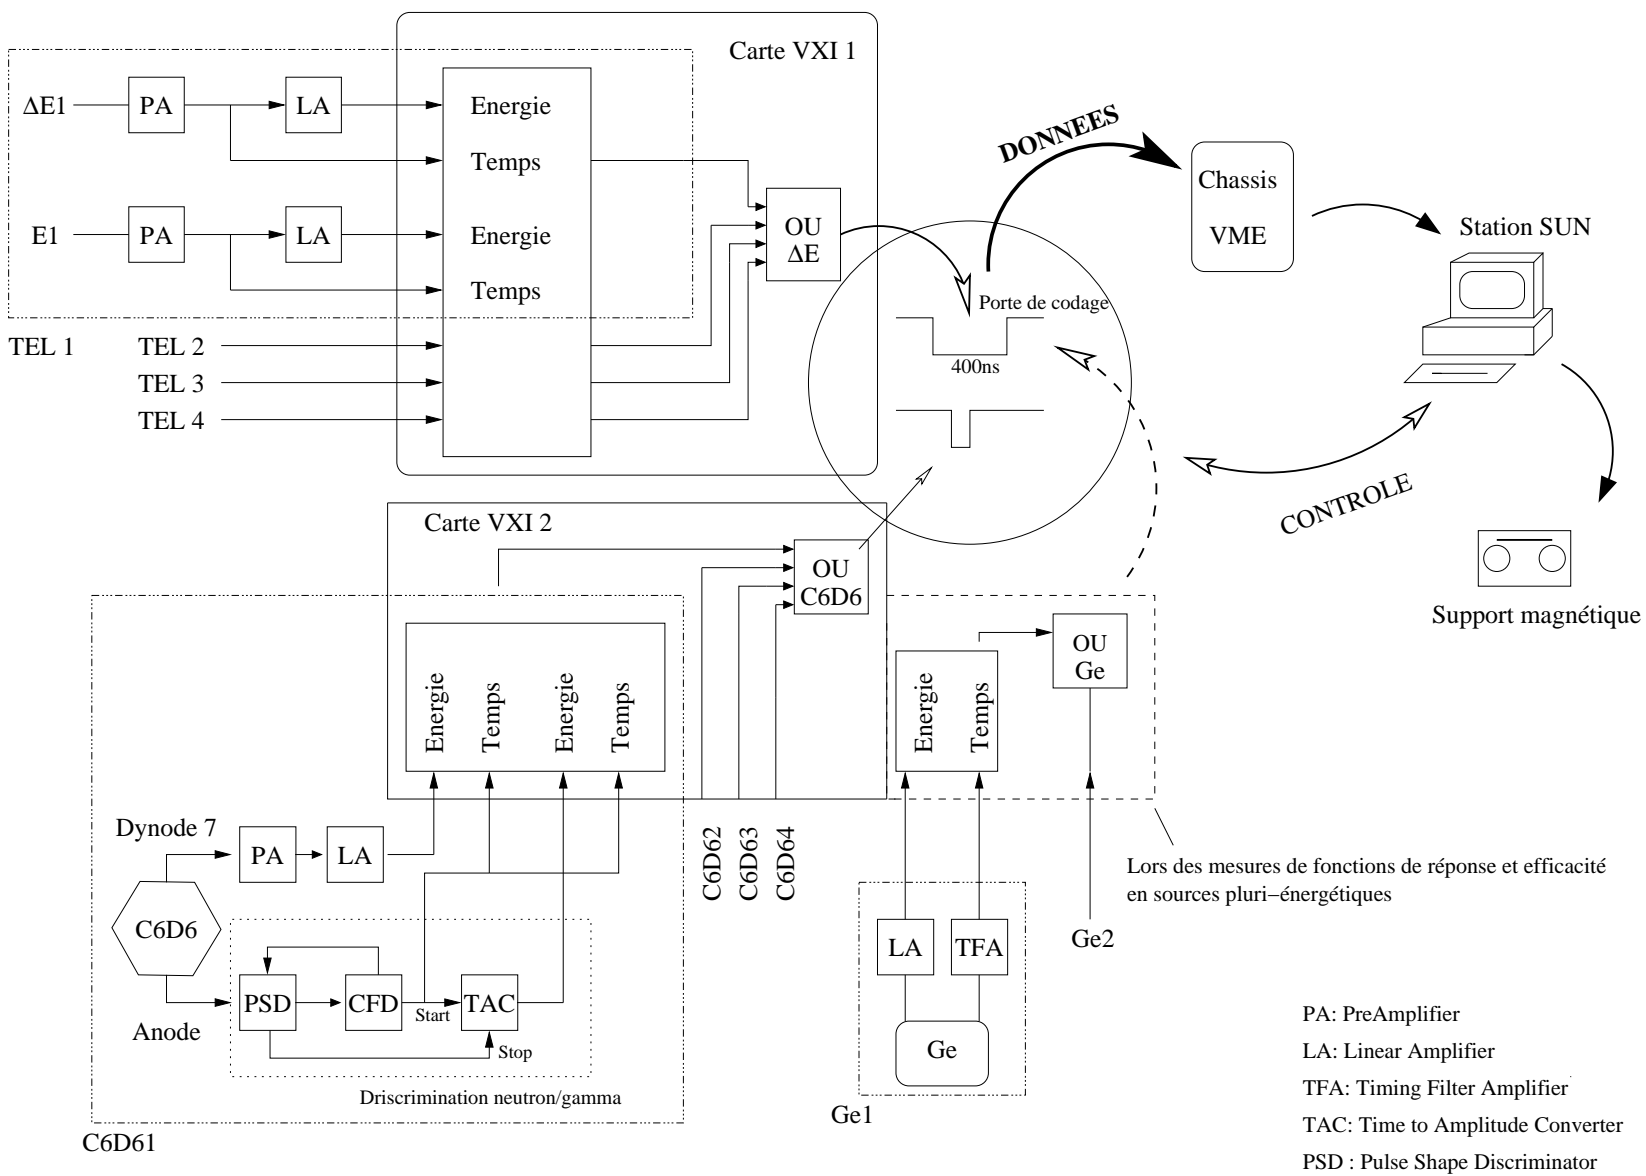 Carte VXI 1
ΔE1
PA
LA
Energie
Temps
E1
PA
LA
Energie
Temps
OU
ΔE
TEL 1
TEL 2
TEL 3
TEL 4
DONNEES
Porte de codage
400ns
Chassis
VME
Station SUN
CONTROLE
Support magnétique
Carte VXI 2
OU
C6D6
Energie
Temps
Energie
Temps
Energie
Temps
OU
Ge
Dynode 7
PA
LA
C6D6
Anode
PSD
CFD
Start
TAC
Stop
Driscrimination neutron/gamma
C6D61
C6D62
C6D63
C6D64
LA
TFA
Ge
Ge1
Ge2
Lors des mesures de fonctions de réponse et efficacité
en sources pluri−énergétiques
PA: PreAmplifier
LA: Linear Amplifier
TFA: Timing Filter Amplifier
TAC: Time to Amplitude Converter
PSD : Pulse Shape Discriminator